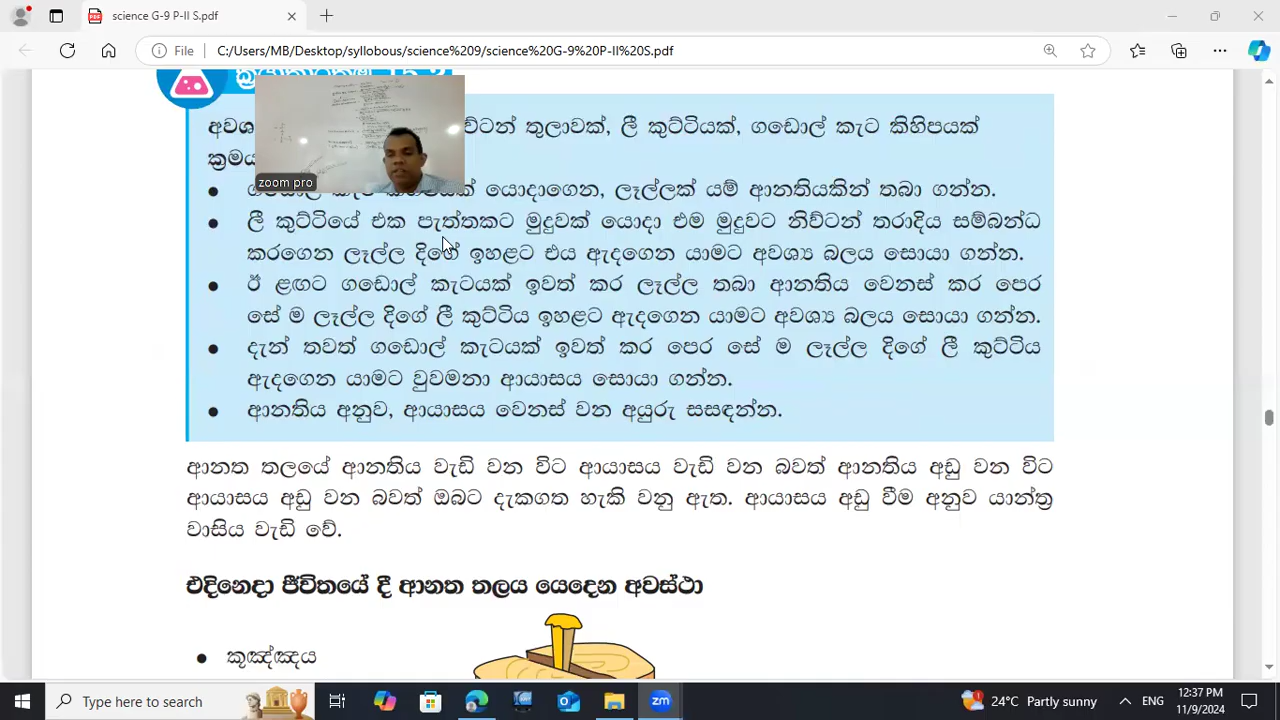 science G-9 P-II S.pdf
File C:/Users/MB/Desktop/syllobous/science%209/science%20G-9%20P-II%20S.pdf
අවශ ව්ටන් තුලාවක්, ලී කුට්ටියක්, ගඩොල් කැට කිහිපයක්
ක්‍රමය
zoom pro
● යොදාගෙන, ලෑල්ලක් යම් ආනතියකින් තබා ගන්න.
● ලී කුට්ටියේ එක පැත්තකට මුදුවක් යොදා එම මුදුවට නිව්ටන් තරාදිය සම්බන්ධ
කරගෙන ලෑල්ල දිගේ ඉහළට එය ඇදගෙන යාමට අවශ්‍ය බලය සොයා ගන්න.
● ඊ ළඟට ගඩොල් කැටයක් ඉවත් කර ලෑල්ල තබා ආනතිය වෙනස් කර පෙර
සේ ම ලෑල්ල දිගේ ලී කුට්ටිය ඉහළට ඇදගෙන යාමට අවශ්‍ය බලය සොයා ගන්න.
● දැන් තවත් ගඩොල් කැටයක් ඉවත් කර පෙර සේ ම ලෑල්ල දිගේ ලී කුට්ටිය
ඇදගෙන යාමට වුවමනා ආයාසය සොයා ගන්න.
● ආනතිය අනුව, ආයාසය වෙනස් වන අයුරු සසඳන්න.
ආනත තලයේ ආනතිය වැඩි වන විට ආයාසය වැඩි වන බවත් ආනතිය අඩු වන විට
ආයාසය අඩු වන බවත් ඔබට දැකගත හැකි වනු ඇත. ආයාසය අඩු වීම අනුව යාන්ත්‍ර
වාසිය වැඩි වේ.
එදිනෙදා ජීවිතයේ දී ආනත තලය යෙදෙන අවස්ථා
● කූඤ්ඤය
Type here to search
24°C Partly sunny
ENG
12:37 PM
11/9/2024